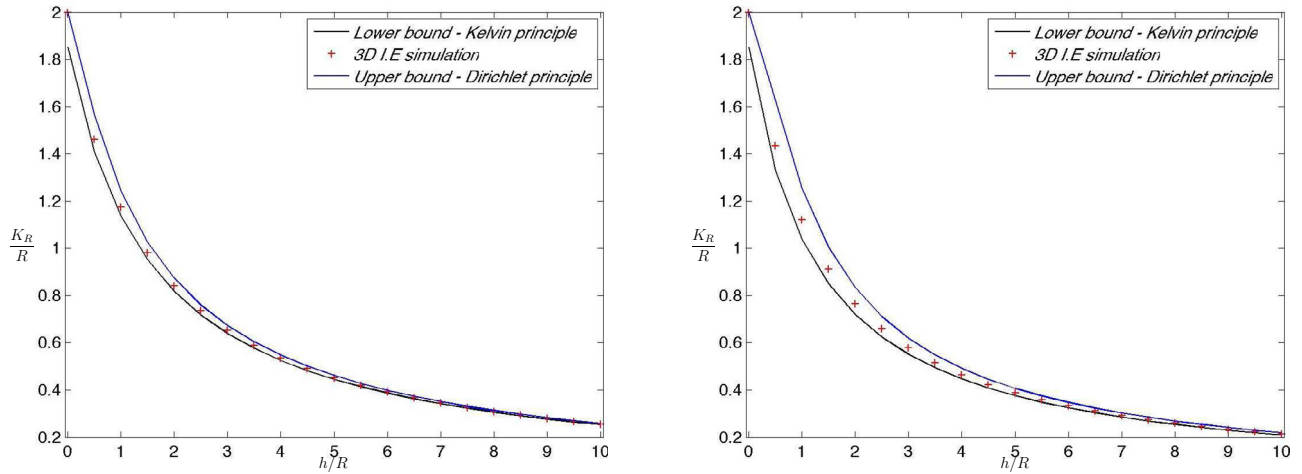 2
1.8
1.6
1.4
1.2
1
0.8
0.6
0.4
0.2
K_R
R
0 1 2 3 4 5 6 7 8 9 10
h/R
Lower bound - Kelvin principle
3D I.E simulation
Upper bound - Dirichlet principle
2
1.8
1.6
1.4
1.2
1
0.8
0.6
0.4
0.2
K_R
R
0 1 2 3 4 5 6 7 8 9 10
h/R
Lower bound - Kelvin principle
3D I.E simulation
Upper bound - Dirichlet principle